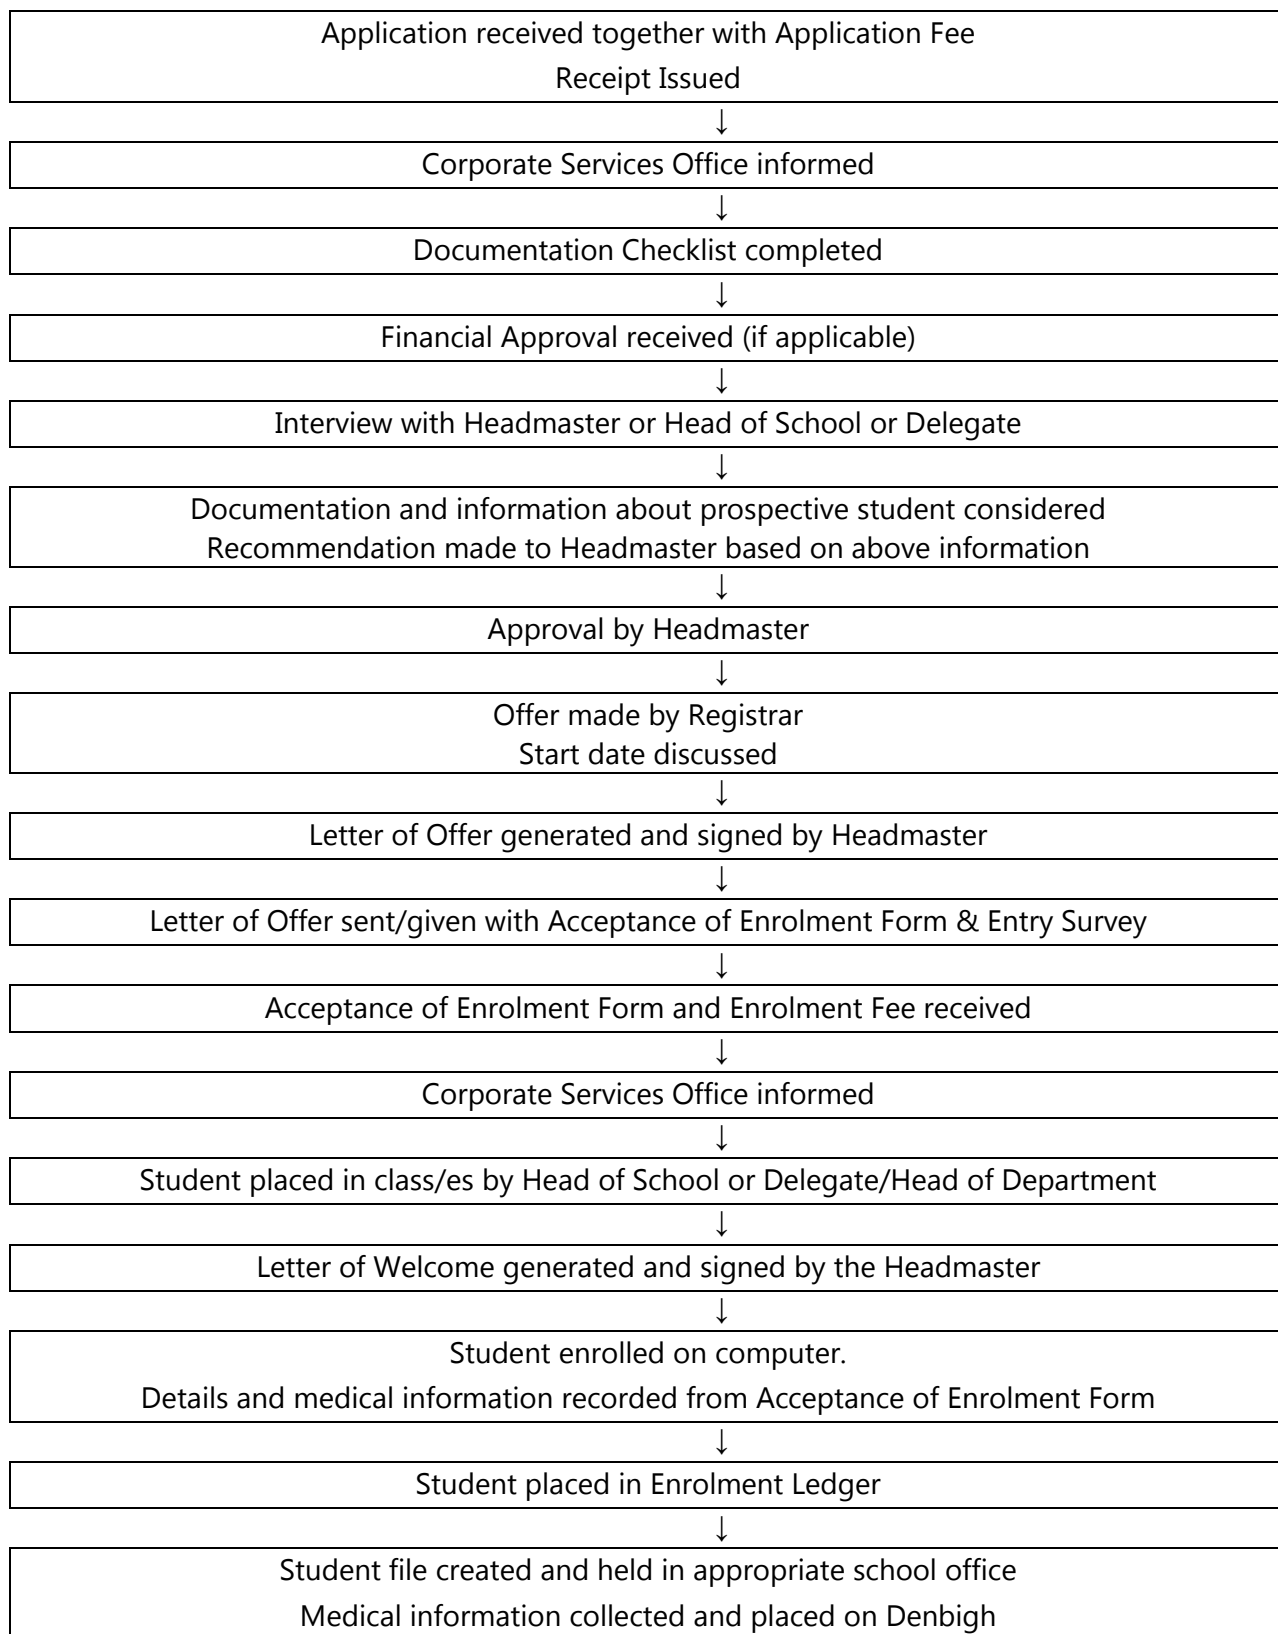 Application received together with Application Fee
Receipt Issued
↓
Corporate Services Office informed
↓
Documentation Checklist completed
↓
Financial Approval received (if applicable)
↓
Interview with Headmaster or Head of School or Delegate
↓
Documentation and information about prospective student considered
Recommendation made to Headmaster based on above information
↓
Approval by Headmaster
↓
Offer made by Registrar
Start date discussed
↓
Letter of Offer generated and signed by Headmaster
↓
Letter of Offer sent/given with Acceptance of Enrolment Form & Entry Survey
↓
Acceptance of Enrolment Form and Enrolment Fee received
↓
Corporate Services Office informed
↓
Student placed in class/es by Head of School or Delegate/Head of Department
↓
Letter of Welcome generated and signed by the Headmaster
↓
Student enrolled on computer.
Details and medical information recorded from Acceptance of Enrolment Form
↓
Student placed in Enrolment Ledger
↓
Student file created and held in appropriate school office
Medical information collected and placed on Denbigh